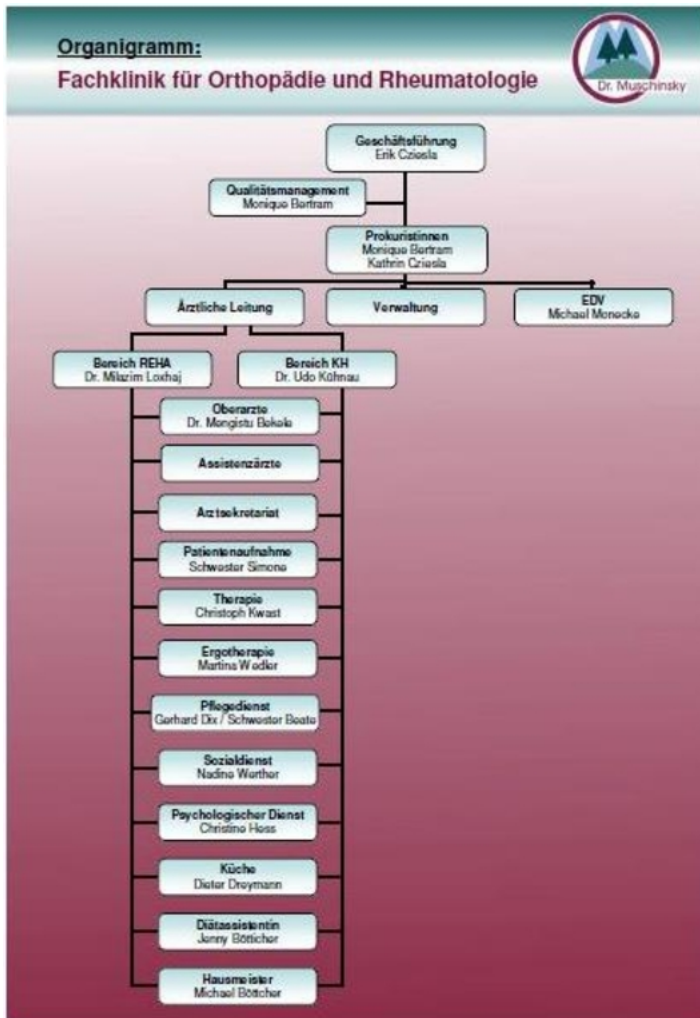 Organigramm:
Fachklinik für Orthopädie und Rheumatologie
Dr. Muschinsky
Geschäftsführung
Erik Cziesla
Qualitätsmanagement
Monique Bertram
Prokuristinnen
Monique Bertram
Kathrin Cziesla
Ärztliche Leitung
Verwaltung
EDV
Michael Monecke
Bereich REHA
Dr. Milazim Loxhaj
Bereich KH
Dr. Udo Kühnau
Oberarzte
Dr. Mengistu Bekele
Assistenzärzte
Arztsekretariat
Patientenaufnahme
Schwester Simone
Therapie
Christoph Kwast
Ergotherapie
Martina Wedler
Pflegedienst
Gerhard Dix / Schwester Beate
Sozialdienst
Nadine Werther
Psychologischer Dienst
Christine Hess
Küche
Dieter Dreymann
Diätassistentin
Jenny Bötticher
Hausmeister
Michael Böttcher